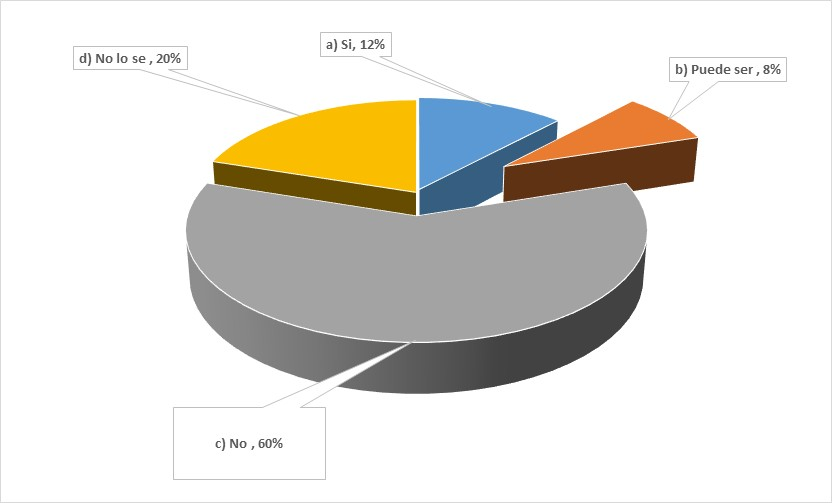 a) Si, 12%
d) No lo se , 20%
b) Puede ser , 8%
c) No , 60%